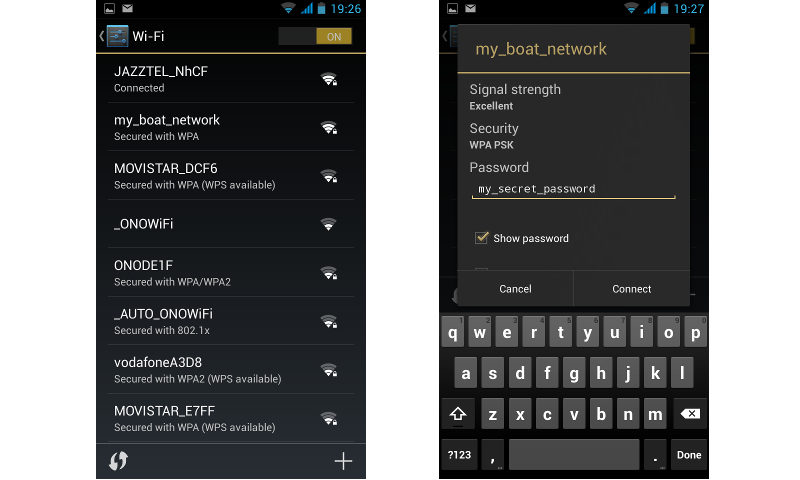 19:26
Wi-Fi
ON
JAZZTEL_NhCF
Connected
my_boat_network
Secured with WPA
MOVISTAR_DCF6
Secured with WPA (WPS available)
_ONOWiFi
ONODE1F
Secured with WPA/WPA2
_AUTO_ONOWiFi
Secured with 802.1x
vodafoneA3D8
Secured with WPA2 (WPS available)
MOVISTAR_E7FF
Secured with WPA (WPS available)
19:27
my_boat_network
Signal strength
Excellent
Security
WPA PSK
Password
my_secret_password
Show password
Cancel
Connect
q w e r t y u i o p
a s d f g h j k l
z x c v b n m
?123 , . Done